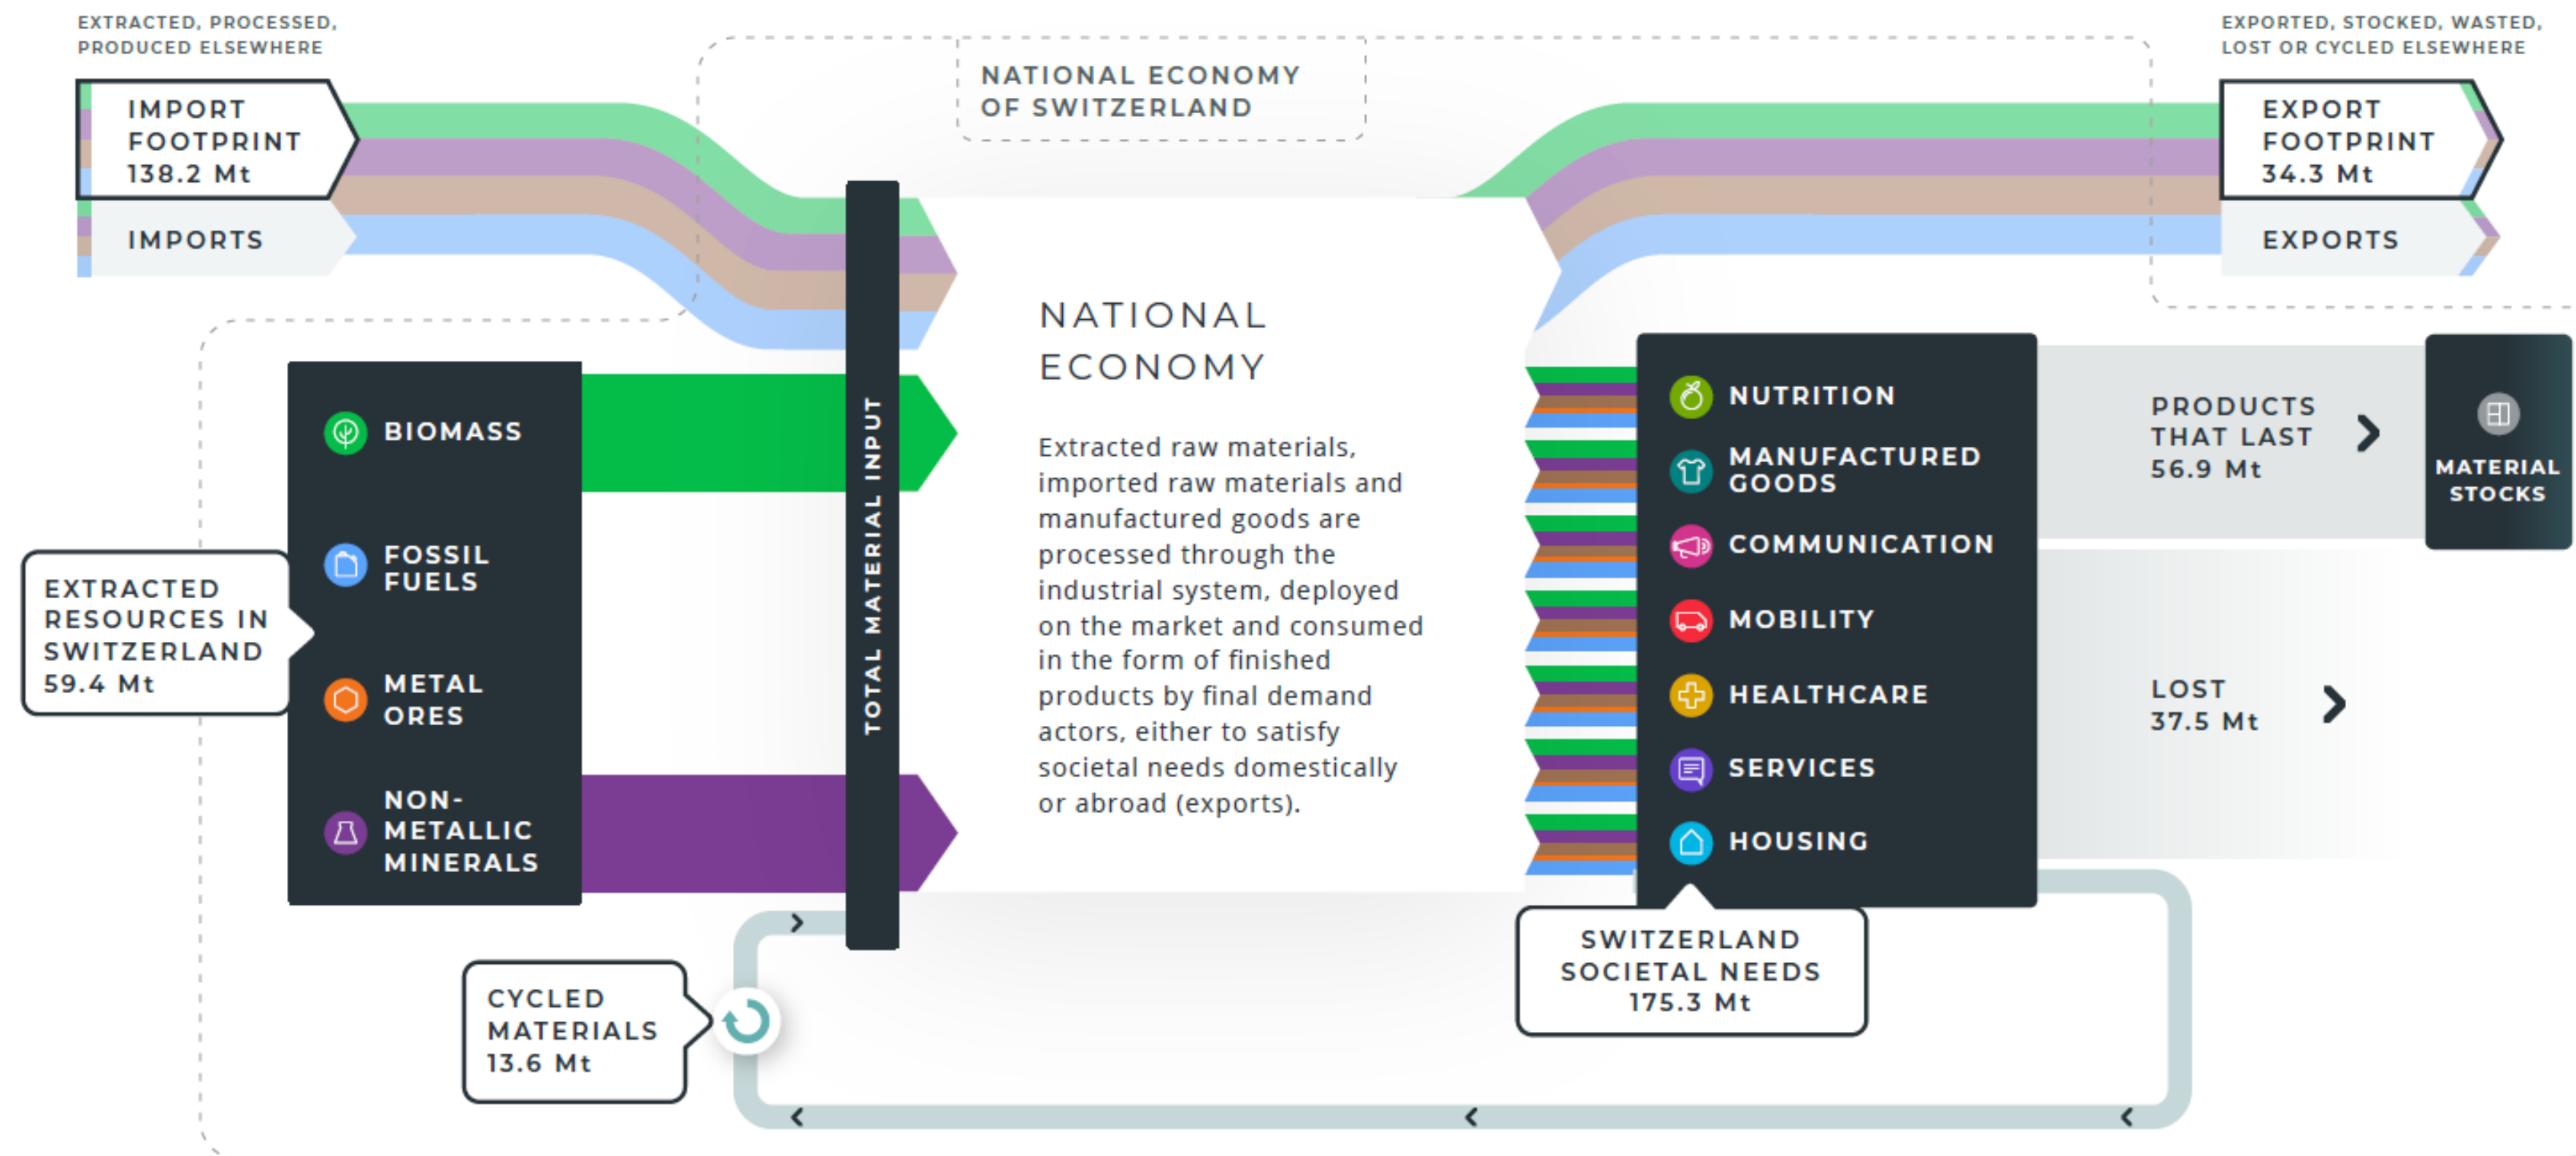 EXTRACTED, PROCESSED,
PRODUCED ELSEWHERE
IMPORT
FOOTPRINT
138.2 Mt
IMPORTS
NATIONAL ECONOMY
OF SWITZERLAND
EXPORTED, STOCKED, WASTED,
LOST OR CYCLED ELSEWHERE
EXPORT
FOOTPRINT
34.3 Mt
EXPORTS
EXTRACTED
RESOURCES IN
SWITZERLAND
59.4 Mt
BIOMASS
FOSSIL
FUELS
METAL
ORES
NON-
METALLIC
MINERALS
TOTAL MATERIAL INPUT
NATIONAL
ECONOMY
Extracted raw materials,
imported raw materials and
manufactured goods are
processed through the
industrial system, deployed
on the market and consumed
in the form of finished
products by final demand
actors, either to satisfy
societal needs domestically
or abroad (exports).
NUTRITION
MANUFACTURED
GOODS
COMMUNICATION
MOBILITY
HEALTHCARE
SERVICES
HOUSING
SWITZERLAND
SOCIETAL NEEDS
175.3 Mt
PRODUCTS
THAT LAST
56.9 Mt
MATERIAL
STOCKS
LOST
37.5 Mt
CYCLED
MATERIALS
13.6 Mt